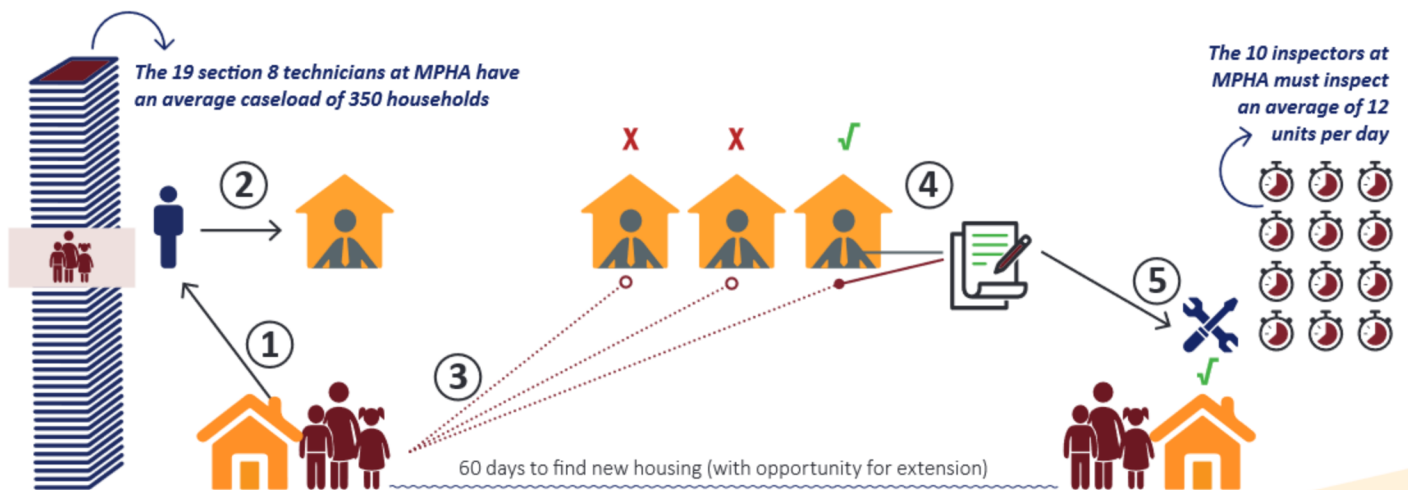 The 19 section 8 technicians at MPHA have
an average caseload of 350 households
The 10 inspectors at
MPHA must inspect
an average of 12
units per day
X
X
√
2
4
1
5
3
√
60 days to find new housing (with opportunity for extension)